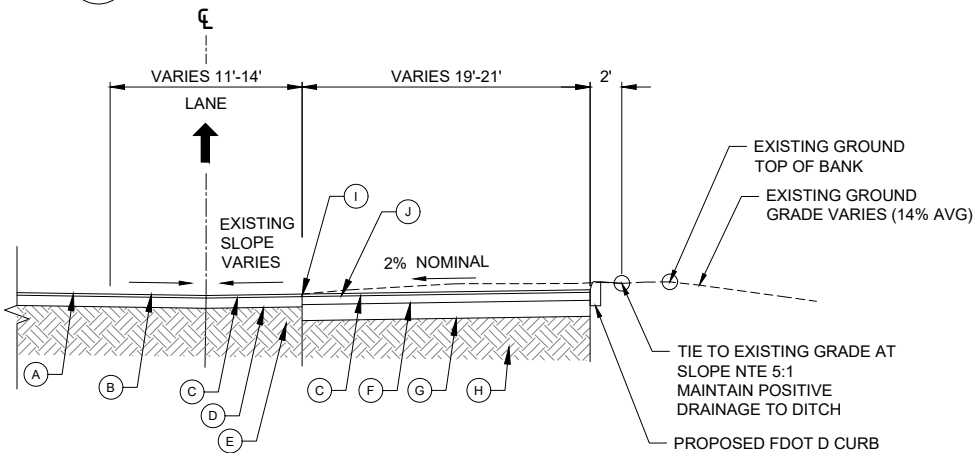 ℄
VARIES 11'-14'
VARIES 19'-21'
2'
LANE
EXISTING GROUND
TOP OF BANK
EXISTING GROUND
GRADE VARIES (14% AVG)
I
J
EXISTING
SLOPE
VARIES
2% NOMINAL
A
B
C
D
E
C
F
G
H
TIE TO EXISTING GRADE AT
SLOPE NTE 5:1
MAINTAIN POSITIVE
DRAINAGE TO DITCH
PROPOSED FDOT D CURB